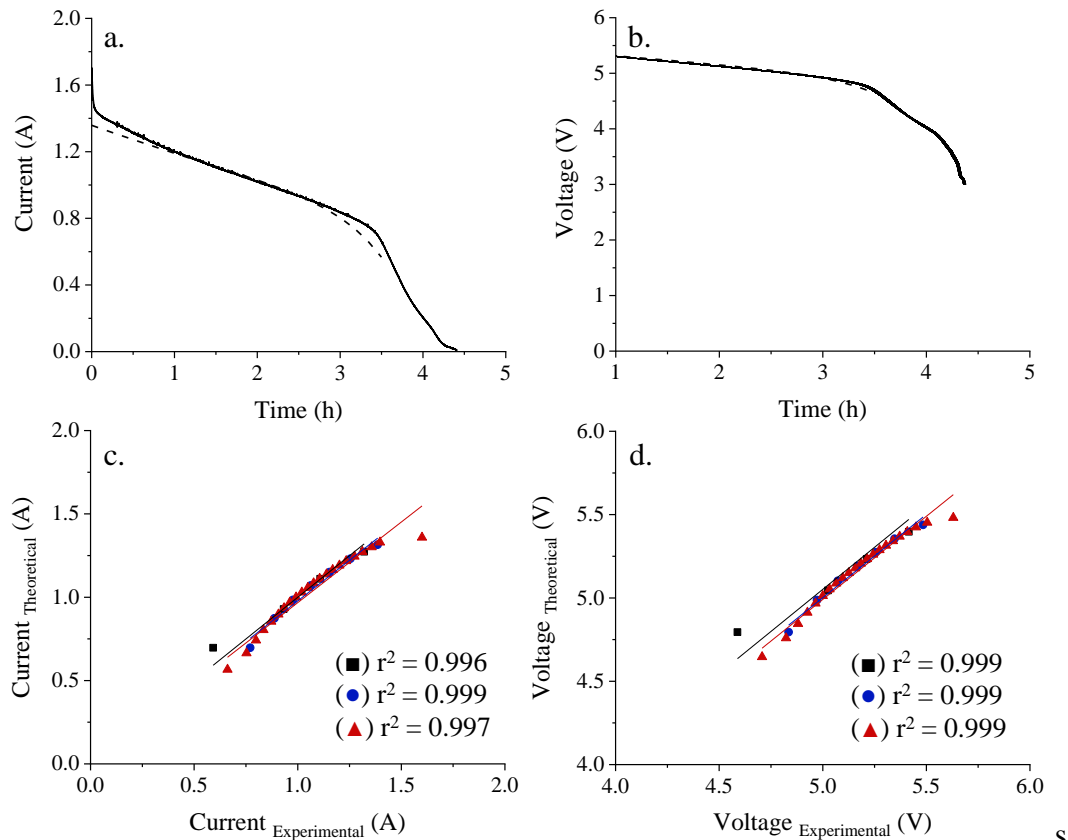 a.
2.0
1.6
1.2
0.8
0.4
0.0
Current (A)
0 1 2 3 4 5
Time (h)
b.
6
5
4
3
2
1
0
Voltage (V)
1 2 3 4 5
Time (h)
c.
2.0
1.5
1.0
0.5
0.0
Current Theoretical (A)
(■) r² = 0.996
(●) r² = 0.999
(▲) r² = 0.997
0.0 0.5 1.0 1.5 2.0
Current Experimental (A)
d.
6.0
5.5
5.0
4.5
4.0
Voltage Theoretical (V)
(■) r² = 0.999
(●) r² = 0.999
(▲) r² = 0.999
4.0 4.5 5.0 5.5 6.0
Voltage Experimental (V)
s